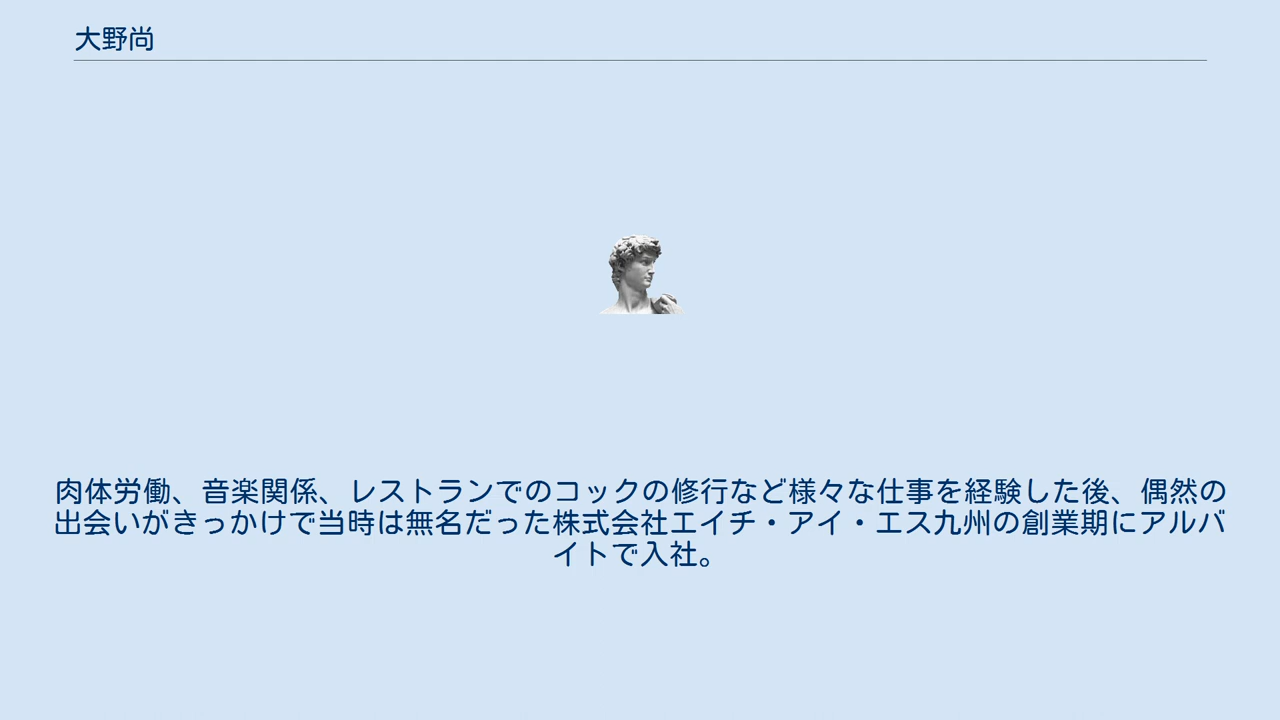 大野尚
肉体労働、音楽関係、レストランでのコックの修行など様々な仕事を経験した後、偶然の
出会いがきっかけで当時は無名だった株式会社エイチ・アイ・エス九州の創業期にアルバ
イトで入社。